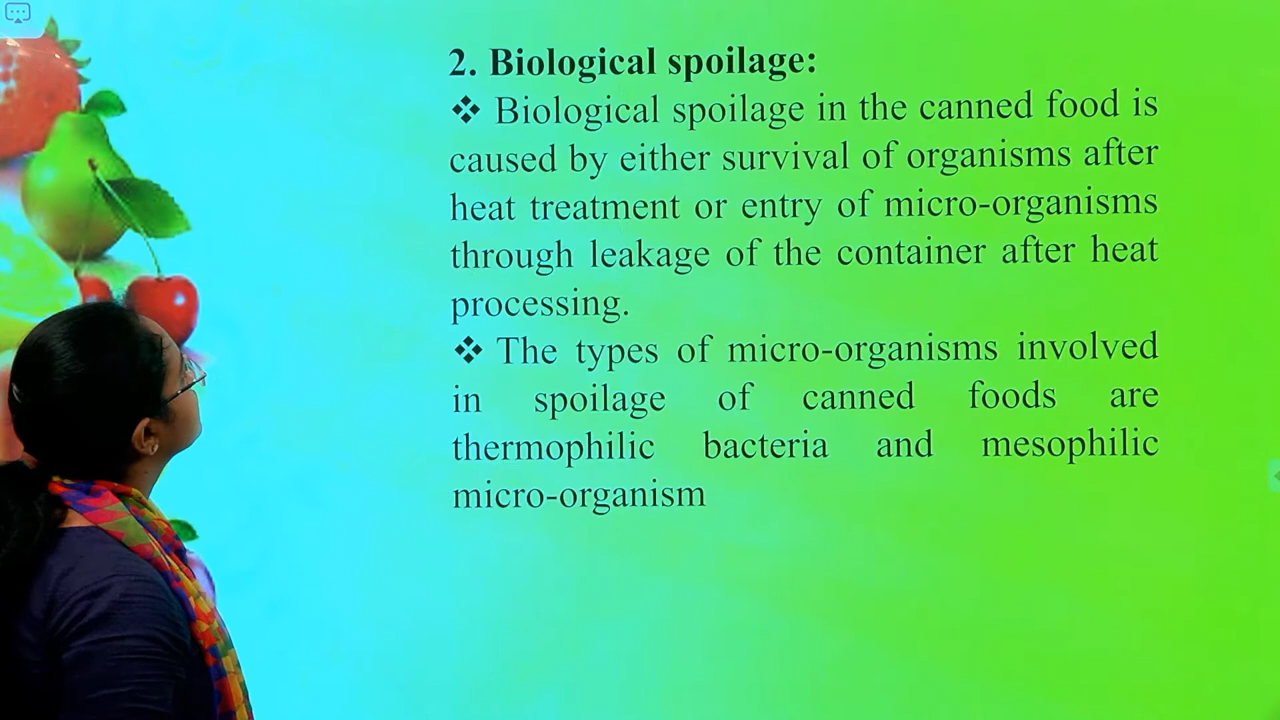 2. Biological spoilage:
❖ Biological spoilage in the canned food is
caused by either survival of organisms after
heat treatment or entry of micro-organisms
through leakage of the container after heat
processing.
❖ The types of micro-organisms involved
in spoilage of canned foods are
thermophilic bacteria and mesophilic
micro-organism